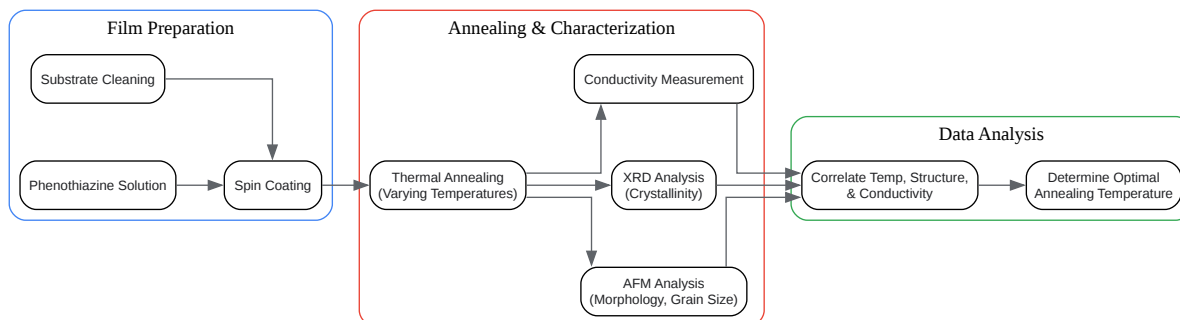 Film Preparation
Substrate Cleaning
Phenothiazine Solution
Spin Coating
Annealing & Characterization
Conductivity Measurement
Thermal Annealing
(Varying Temperatures)
XRD Analysis
(Crystallinity)
AFM Analysis
(Morphology, Grain Size)
Data Analysis
Correlate Temp, Structure,
& Conductivity
Determine Optimal
Annealing Temperature